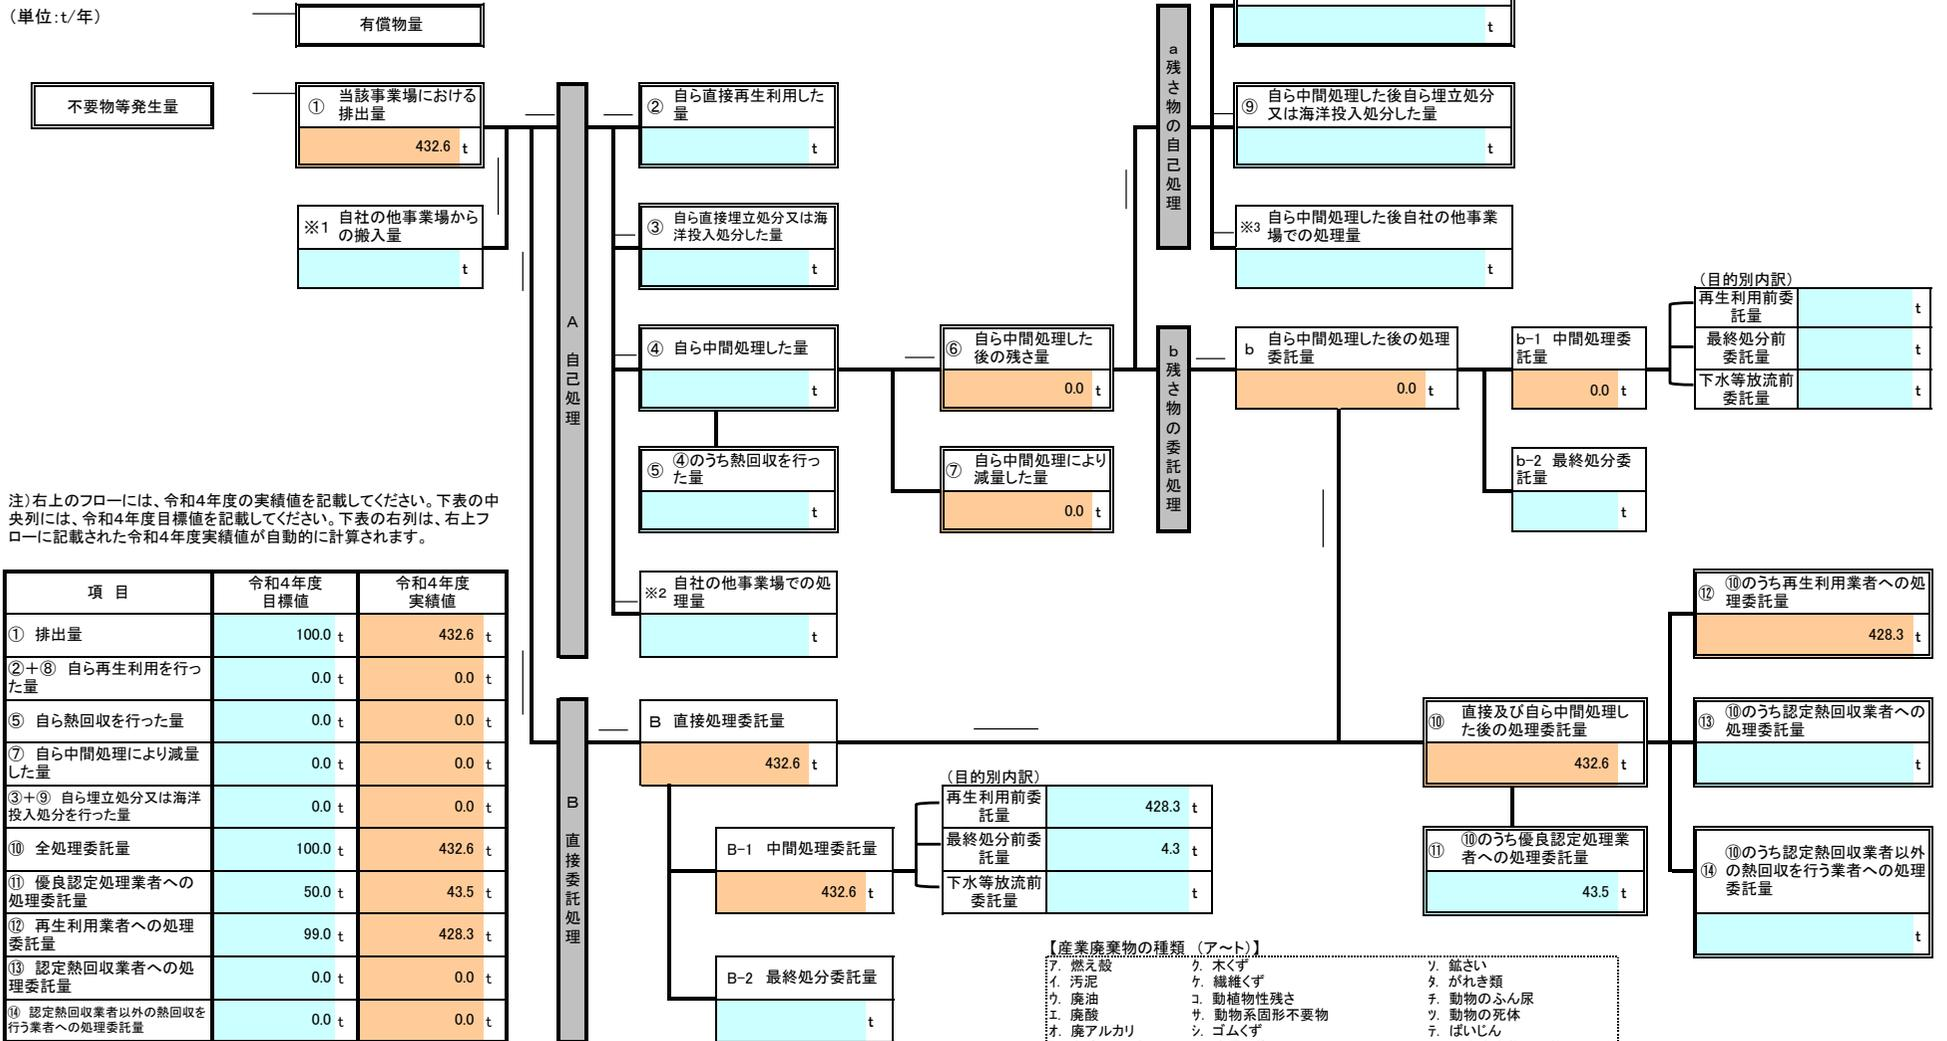 （単位：t/年）
有償物量
t
不要物等発生量
① 当該事業場における
排出量
432.6 t
※1 自社の他事業場から
の搬入量
t
A 自己処理
② 自ら直接再生利用した
量
t
③ 自ら直接埋立処分又は海
洋投入処分した量
t
④ 自ら中間処理した量
t
⑤ ④のうち熱回収を行っ
た量
t
※2 自社の他事業場での処
理量
t
⑥ 自ら中間処理した
後の残さ量
0.0 t
⑦ 自ら中間処理により
減量した量
0.0 t
a 残さ物の自己処理
⑨ 自ら中間処理した後自ら埋立処分
又は海洋投入処分した量
t
※3 自ら中間処理した後自社の他事業
場での処理量
t
b 残さ物の委託処理
b 自ら中間処理した後の処理
委託量
0.0 t
b-1 中間処理委
託量
0.0 t
b-2 最終処分委
託量
t
（目的別内訳）
再生利用前委
託量 t
最終処分前
委託量 t
下水等放流前
委託量 t
注）右上のフローには、令和４年度の実績値を記載してください。下表の中
央列には、令和４年度目標値を記載してください。下表の右列は、右上フ
ローに記載された令和４年度実績値が自動的に計算されます。
項 目 令和４年度
目標値 令和４年度
実績値
① 排出量 100.0 t 432.6 t
②＋⑧ 自ら再生利用を行っ
た量 0.0 t 0.0 t
⑤ 自ら熱回収を行った量 0.0 t 0.0 t
⑦ 自ら中間処理により減量
した量 0.0 t 0.0 t
③＋⑨ 自ら埋立処分又は海洋
投入処分を行った量 0.0 t 0.0 t
⑩ 全処理委託量 100.0 t 432.6 t
⑪ 優良認定処理業者への
処理委託量 50.0 t 43.5 t
⑫ 再生利用業者への処理
委託量 99.0 t 428.3 t
⑬ 認定熱回収業者への処
理委託量 0.0 t 0.0 t
⑭ 認定熱回収業者以外の熱回収を
行う業者への処理委託量 0.0 t 0.0 t
B 直接委託処理
B 直接処理委託量
432.6 t
B-1 中間処理委託量
432.6 t
B-2 最終処分委託量
t
（目的別内訳）
再生利用前委
託量 428.3 t
最終処分前委
託量 4.3 t
下水等放流前
委託量 t
⑩ 直接及び自ら中間処理し
た後の処理委託量
432.6 t
⑪ ⑩のうち優良認定処理業
者への処理委託量
43.5 t
⑫ ⑩のうち再生利用業者への処
理委託量
428.3 t
⑬ ⑩のうち認定熱回収業者への
処理委託量
t
⑭ ⑩のうち認定熱回収業者以外
の熱回収を行う業者への処理
委託量
t
【産業廃棄物の種類 （ア～ト）】
ｱ. 燃え殻 ｸ. 木くず ｿ. 鉱さい
ｲ. 汚泥 ｹ. 繊維くず ﾀ. がれき類
ｳ. 廃油 ｺ. 動植物性残さ ﾁ. 動物のふん尿
ｴ. 廃酸 ｻ. 動物系固形不要物 ﾂ. 動物の死体
ｵ. 廃アルカリ ｼ. ゴムくず ﾃ. ばいじん